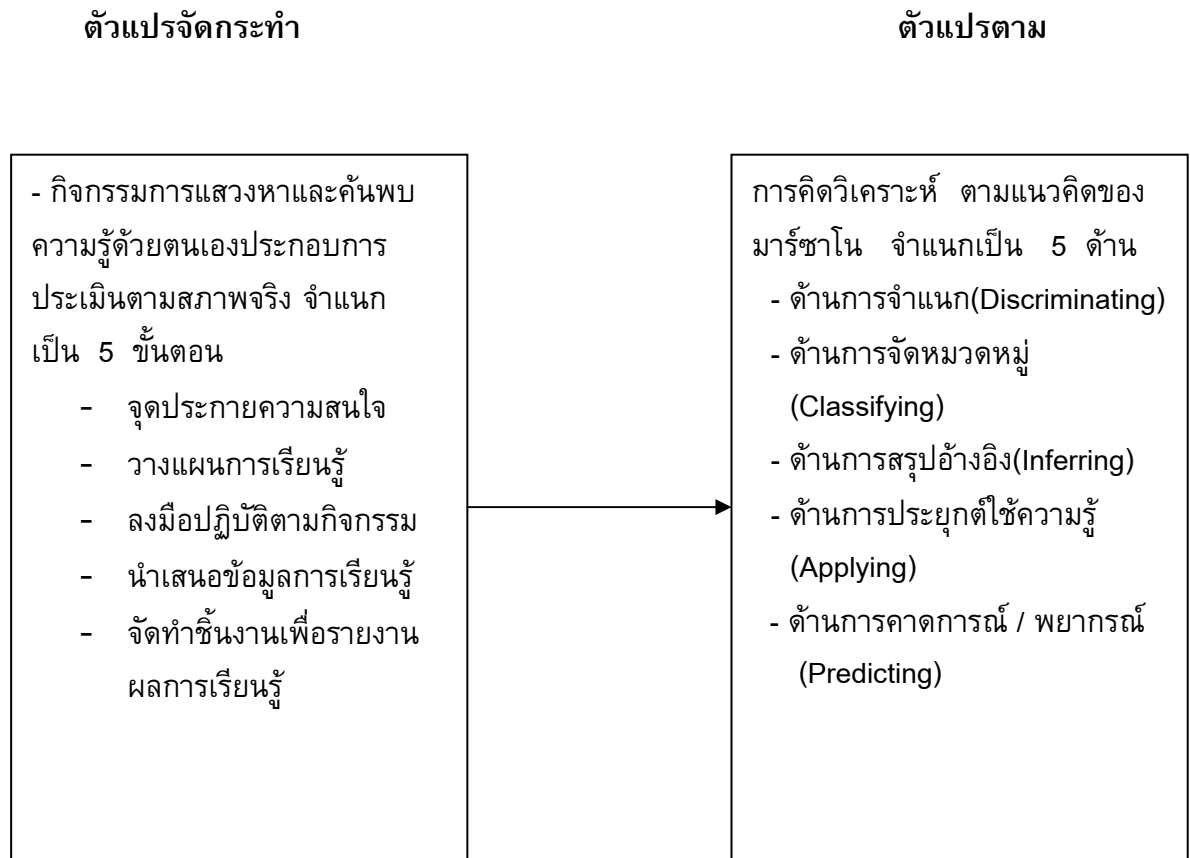 ตัวแปรจัดกระทำ
ตัวแปรตาม
- กิจกรรมการแสวงหาและค้นพบ
ความรู้ด้วยตนเองประกอบการ
ประเมินตามสภาพจริง จำแนก
เป็น 5 ขั้นตอน
- จุดประกายความสนใจ
- วางแผนการเรียนรู้
- ลงมือปฏิบัติตามกิจกรรม
- นำเสนอข้อมูลการเรียนรู้
- จัดทำชิ้นงานเพื่อรายงาน
ผลการเรียนรู้
การคิดวิเคราะห์ ตามแนวคิดของ
มาร์ซาโน จำแนกเป็น 5 ด้าน
- ด้านการจำแนก(Discriminating)
- ด้านการจัดหมวดหมู่
(Classifying)
- ด้านการสรุปอ้างอิง(Inferring)
- ด้านการประยุกต์ใช้ความรู้
(Applying)
- ด้านการคาดการณ์ / พยากรณ์
(Predicting)